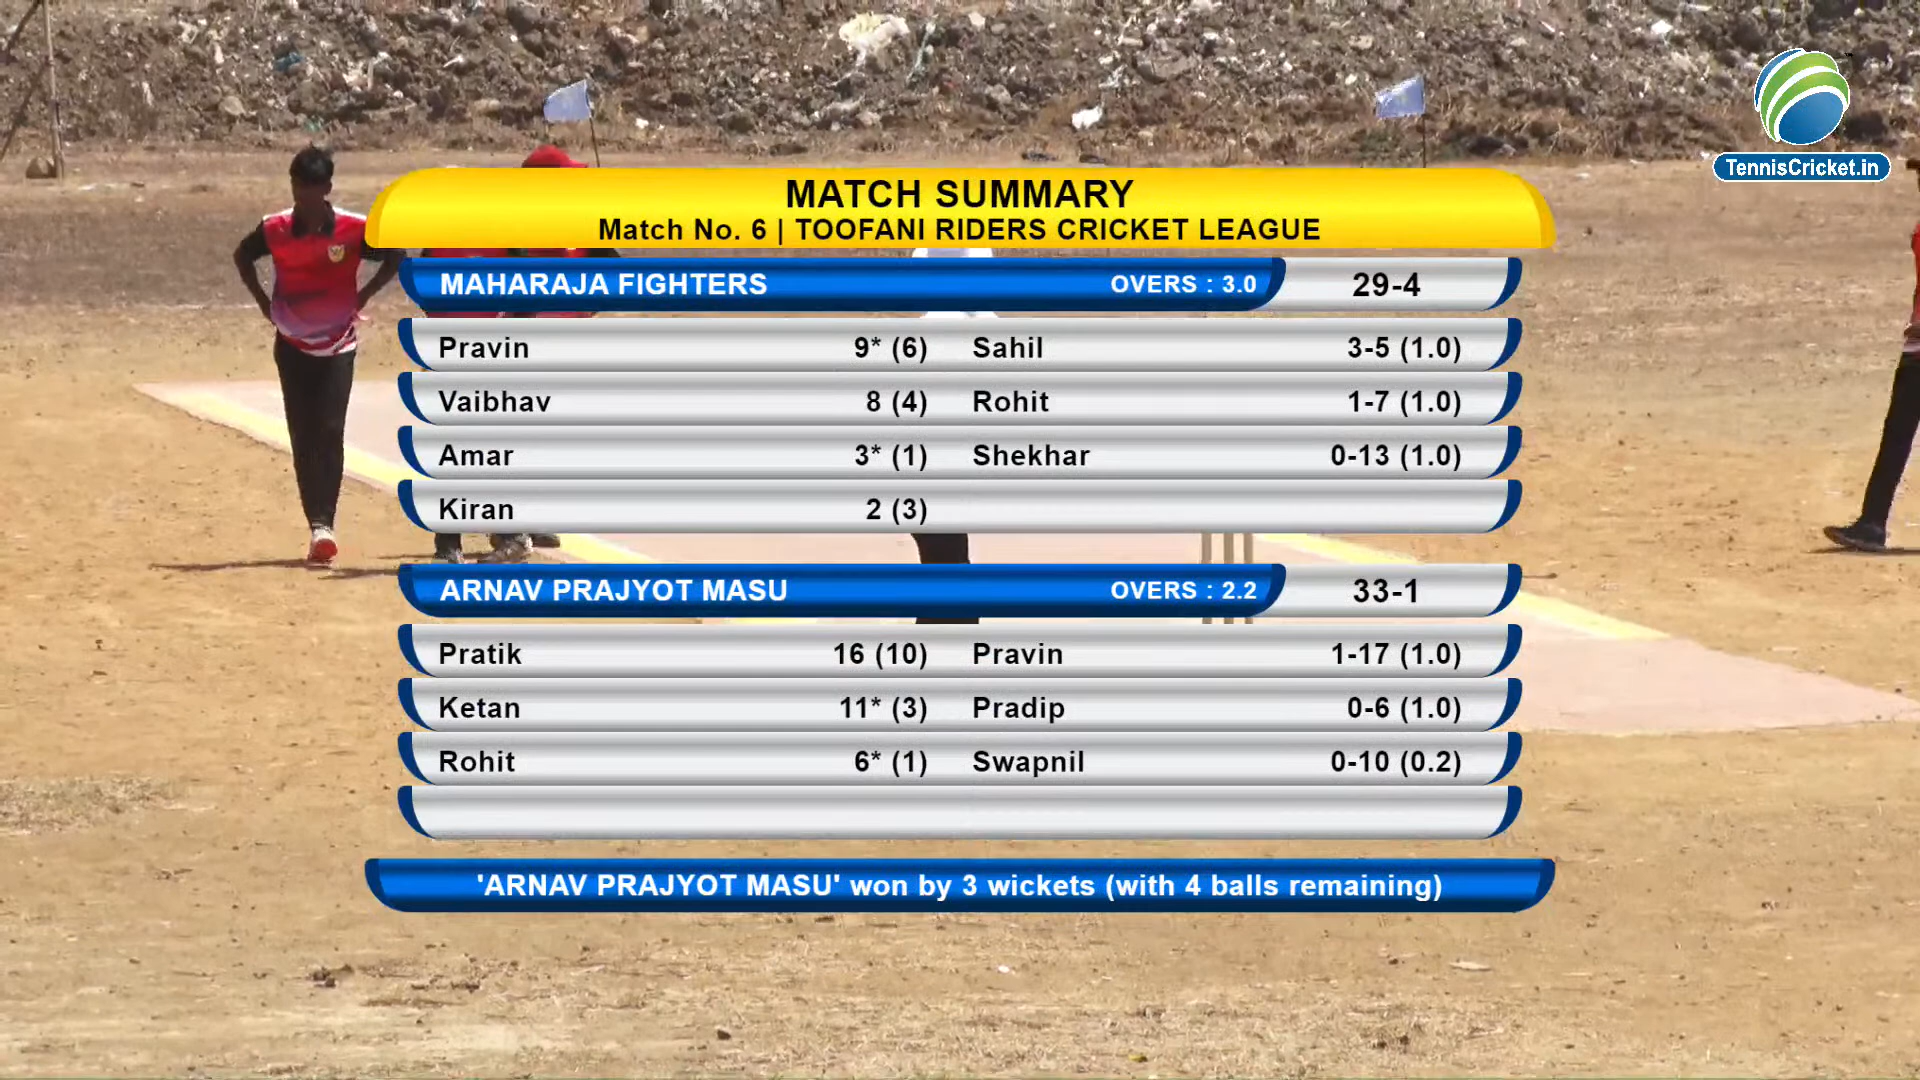 TennisCricket.in
MATCH SUMMARY
Match No. 6 | TOOFANI RIDERS CRICKET LEAGUE
MAHARAJA FIGHTERS OVERS : 3.0 29-4
Pravin 9* (6) Sahil 3-5 (1.0)
Vaibhav 8 (4) Rohit 1-7 (1.0)
Amar 3* (1) Shekhar 0-13 (1.0)
Kiran 2 (3)
ARNAV PRAJYOT MASU OVERS : 2.2 33-1
Pratik 16 (10) Pravin 1-17 (1.0)
Ketan 11* (3) Pradip 0-6 (1.0)
Rohit 6* (1) Swapnil 0-10 (0.2)
'ARNAV PRAJYOT MASU' won by 3 wickets (with 4 balls remaining)